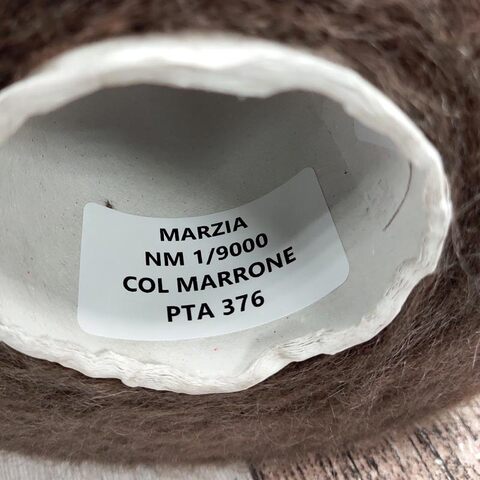 MARZIA
NM 1/9000
COL MARRONE
PTA 376